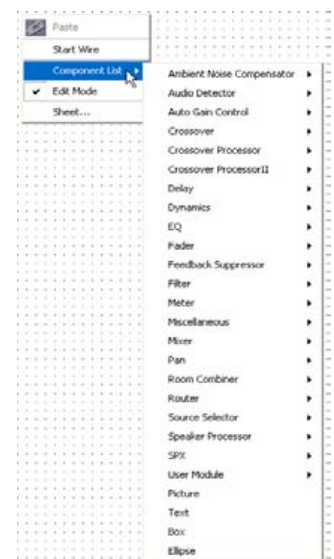 Paste
Start Wire
Component List
Edit Mode
Sheet...
Ambient Noise Compensator
Audio Detector
Auto Gain Control
Crossover
Crossover Processor
Crossover ProcessorII
Delay
Dynamics
EQ
Fader
Feedback Suppressor
Filter
Meter
Miscellaneous
Mixer
Pan
Room Combiner
Router
Source Selector
Speaker Processor
SPX
User Module
Picture
Text
Box
Ellipse